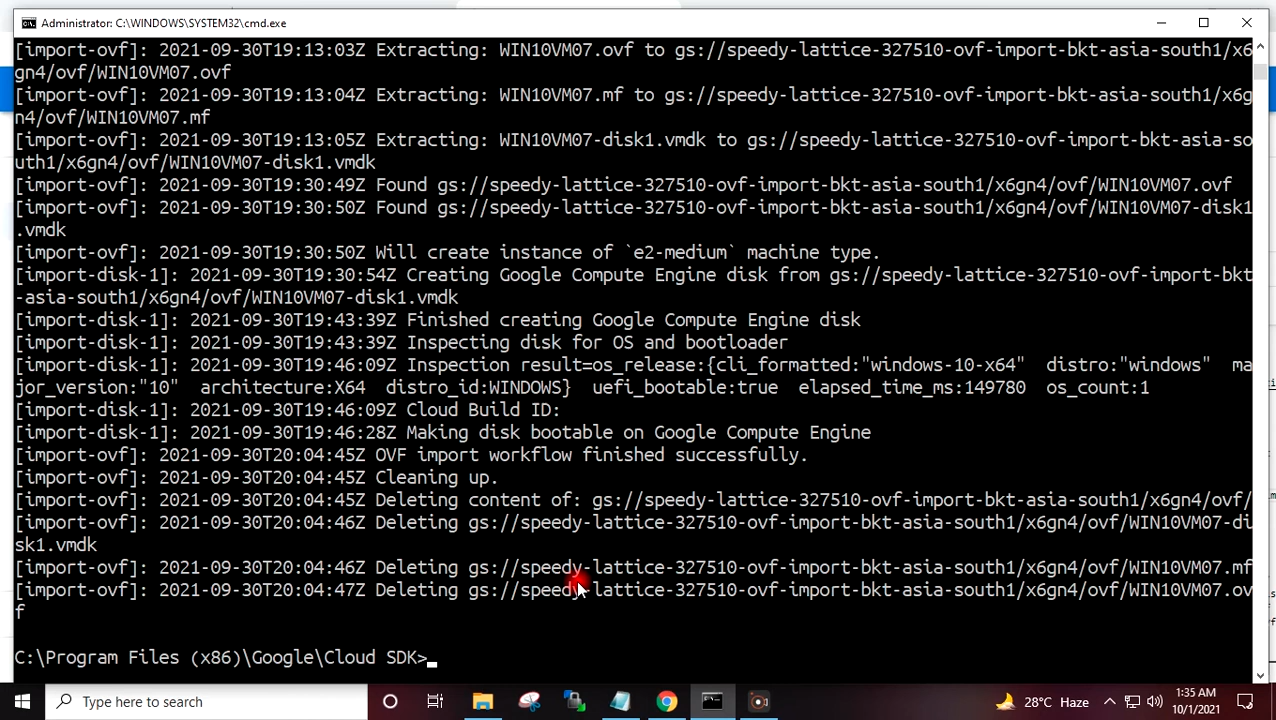 Administrator: C:\WINDOWS\SYSTEM32\cmd.exe
[import-ovf]: 2021-09-30T19:13:03Z Extracting: WIN10VM07.ovf to gs://speedy-lattice-327510-ovf-import-bkt-asia-south1/x6
gn4/ovf/WIN10VM07.ovf
[import-ovf]: 2021-09-30T19:13:04Z Extracting: WIN10VM07.mf to gs://speedy-lattice-327510-ovf-import-bkt-asia-south1/x6g
n4/ovf/WIN10VM07.mf
[import-ovf]: 2021-09-30T19:13:05Z Extracting: WIN10VM07-disk1.vmdk to gs://speedy-lattice-327510-ovf-import-bkt-asia-so
uth1/x6gn4/ovf/WIN10VM07-disk1.vmdk
[import-ovf]: 2021-09-30T19:30:49Z Found gs://speedy-lattice-327510-ovf-import-bkt-asia-south1/x6gn4/ovf/WIN10VM07.ovf
[import-ovf]: 2021-09-30T19:30:50Z Found gs://speedy-lattice-327510-ovf-import-bkt-asia-south1/x6gn4/ovf/WIN10VM07-disk1
.vmdk
[import-ovf]: 2021-09-30T19:30:50Z Will create instance of `e2-medium` machine type.
[import-disk-1]: 2021-09-30T19:30:54Z Creating Google Compute Engine disk from gs://speedy-lattice-327510-ovf-import-bkt
-asia-south1/x6gn4/ovf/WIN10VM07-disk1.vmdk
[import-disk-1]: 2021-09-30T19:43:39Z Finished creating Google Compute Engine disk
[import-disk-1]: 2021-09-30T19:43:39Z Inspecting disk for OS and bootloader
[import-disk-1]: 2021-09-30T19:46:09Z Inspection result=os_release:{cli_formatted:"windows-10-x64"  distro:"windows"  ma
jor_version:"10"  architecture:X64  distro_id:WINDOWS}  uefi_bootable:true  elapsed_time_ms:149780  os_count:1
[import-disk-1]: 2021-09-30T19:46:09Z Cloud Build ID:
[import-disk-1]: 2021-09-30T19:46:28Z Making disk bootable on Google Compute Engine
[import-ovf]: 2021-09-30T20:04:45Z OVF import workflow finished successfully.
[import-ovf]: 2021-09-30T20:04:45Z Cleaning up.
[import-ovf]: 2021-09-30T20:04:45Z Deleting content of: gs://speedy-lattice-327510-ovf-import-bkt-asia-south1/x6gn4/ovf/
[import-ovf]: 2021-09-30T20:04:46Z Deleting gs://speedy-lattice-327510-ovf-import-bkt-asia-south1/x6gn4/ovf/WIN10VM07-di
sk1.vmdk
[import-ovf]: 2021-09-30T20:04:46Z Deleting gs://speedy-lattice-327510-ovf-import-bkt-asia-south1/x6gn4/ovf/WIN10VM07.mf
[import-ovf]: 2021-09-30T20:04:47Z Deleting gs://speedy-lattice-327510-ovf-import-bkt-asia-south1/x6gn4/ovf/WIN10VM07.ov
f
C:\Program Files (x86)\Google\Cloud SDK>
Type here to search
28°C Haze
1:35 AM
10/1/2021